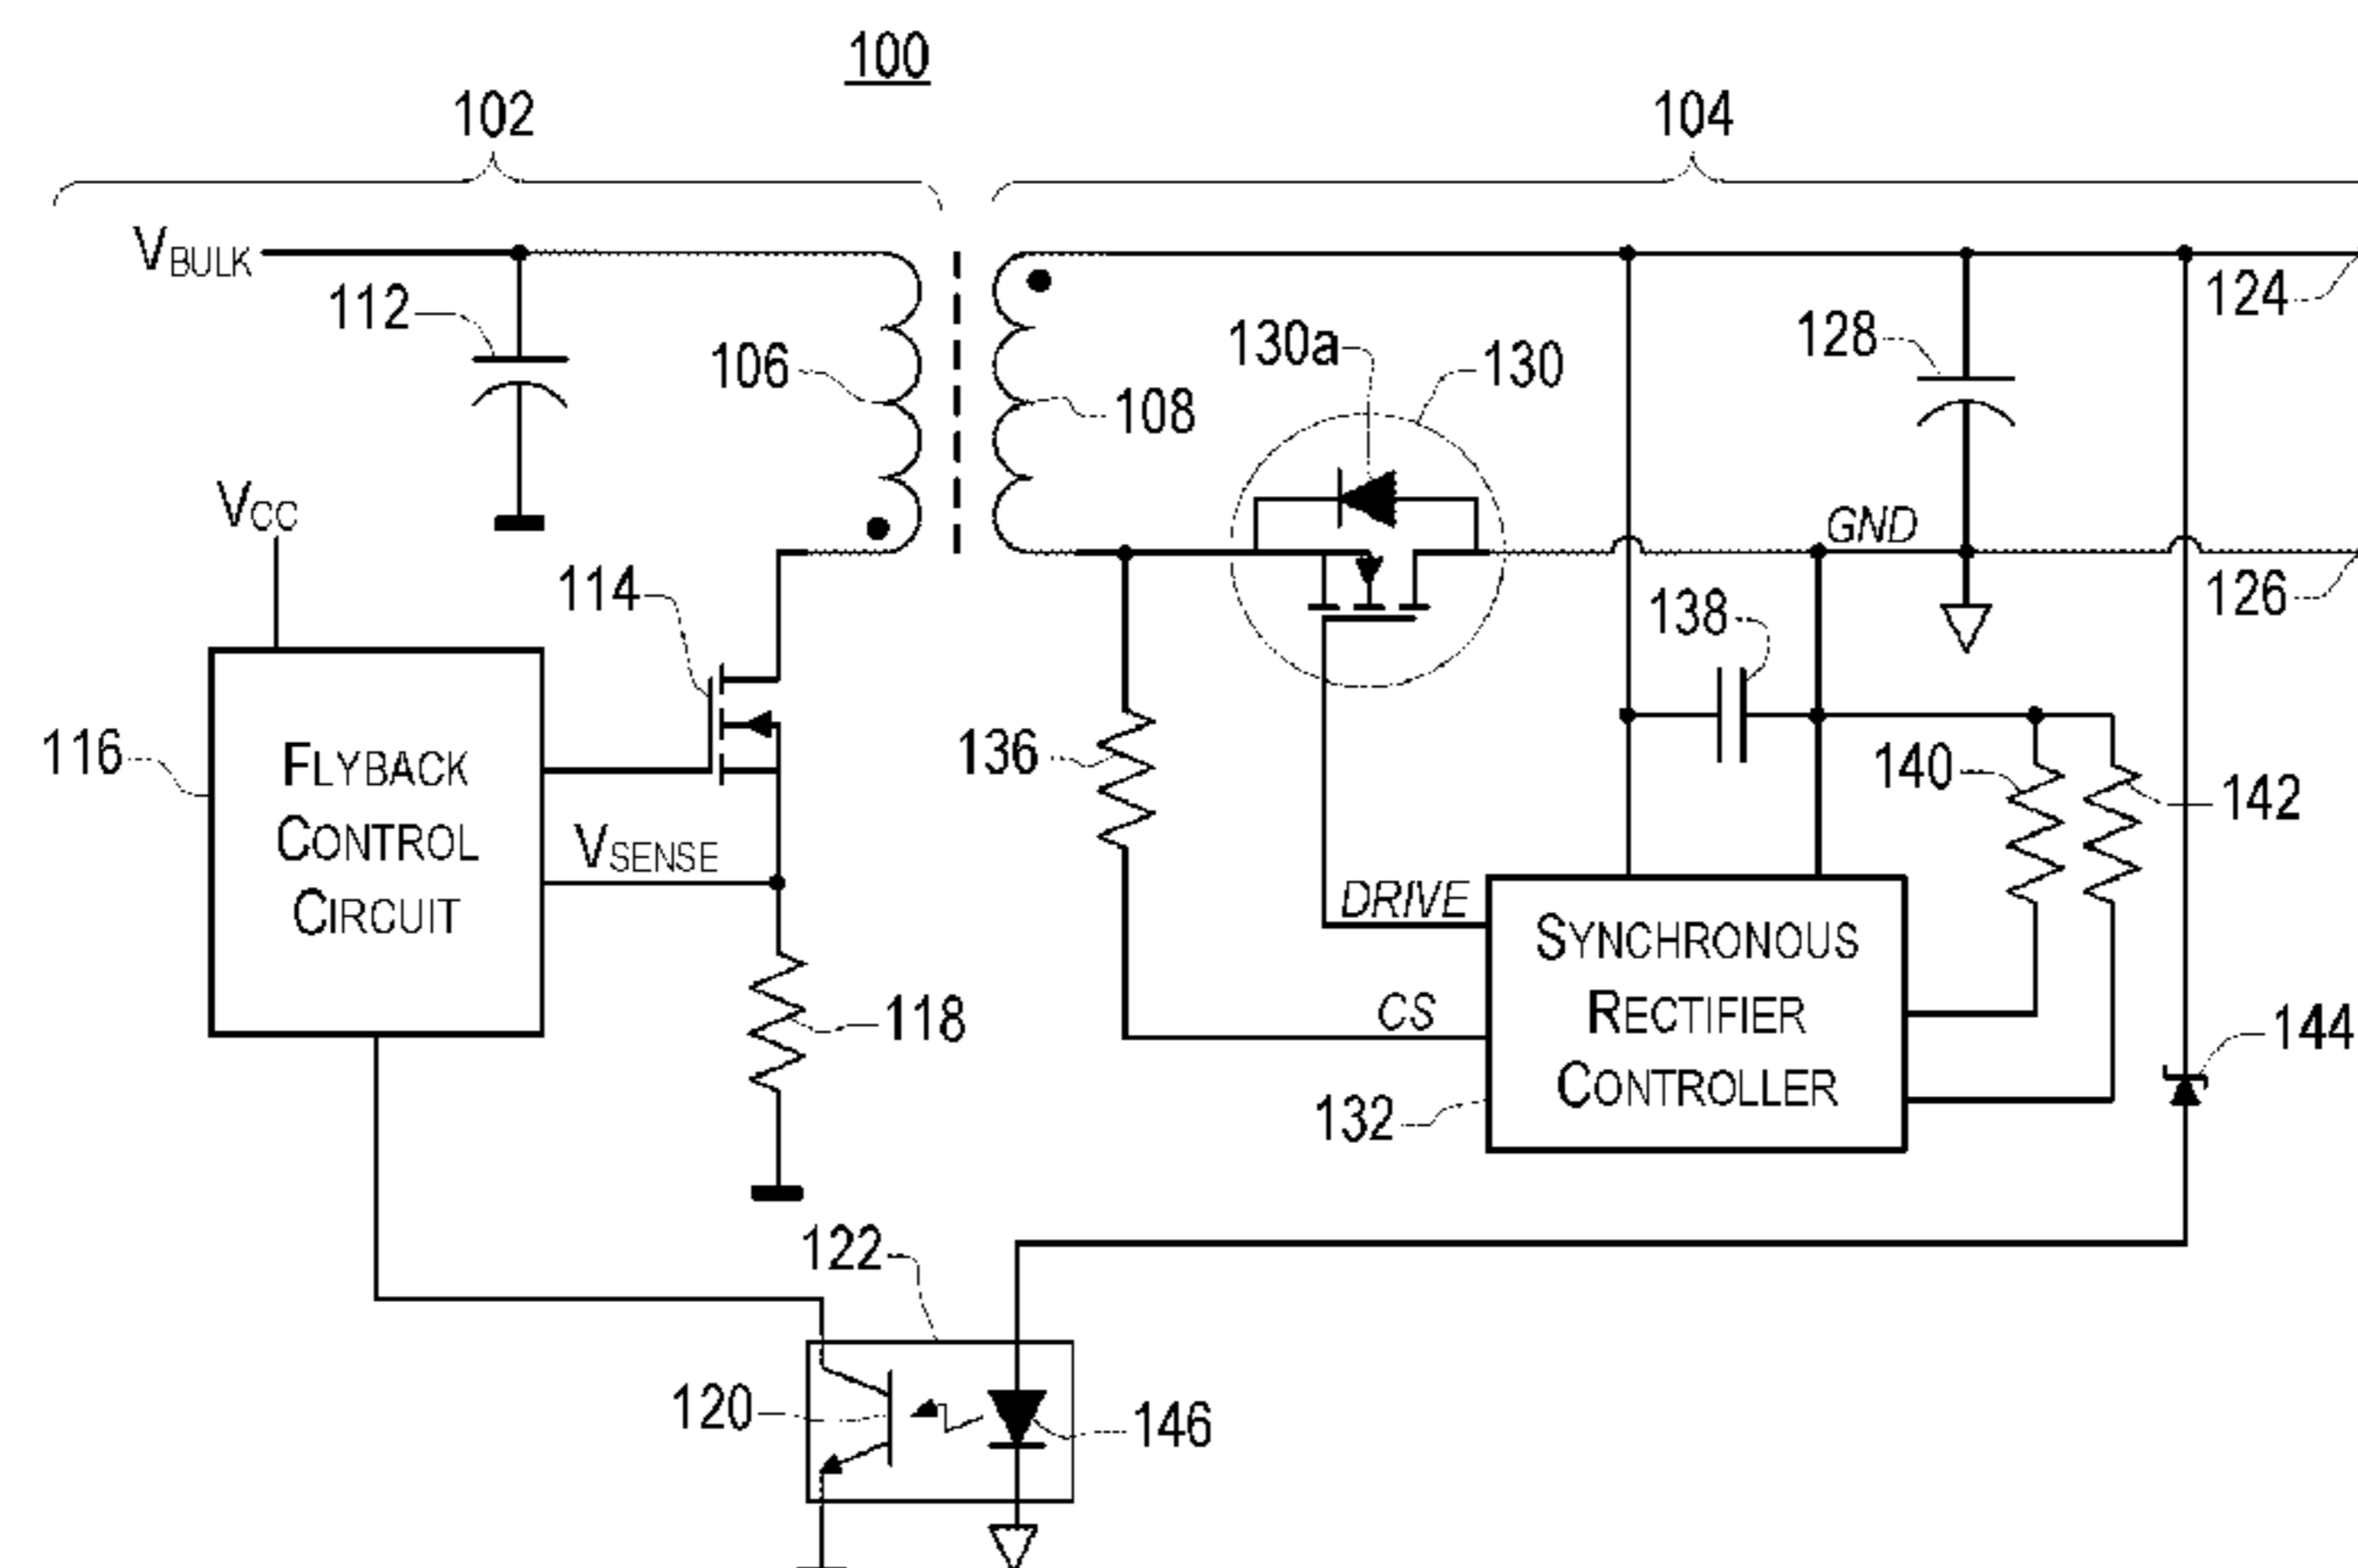 100
102
104
VBULK
112
106
108
130a
130
128
124
VCC
GND
126
114
138
136
140
142
116
FLYBACK
CONTROL
CIRCUIT
VSENSE
118
DRIVE
CS
SYNCHRONOUS
RECTIFIER
CONTROLLER
132
144
122
120
146